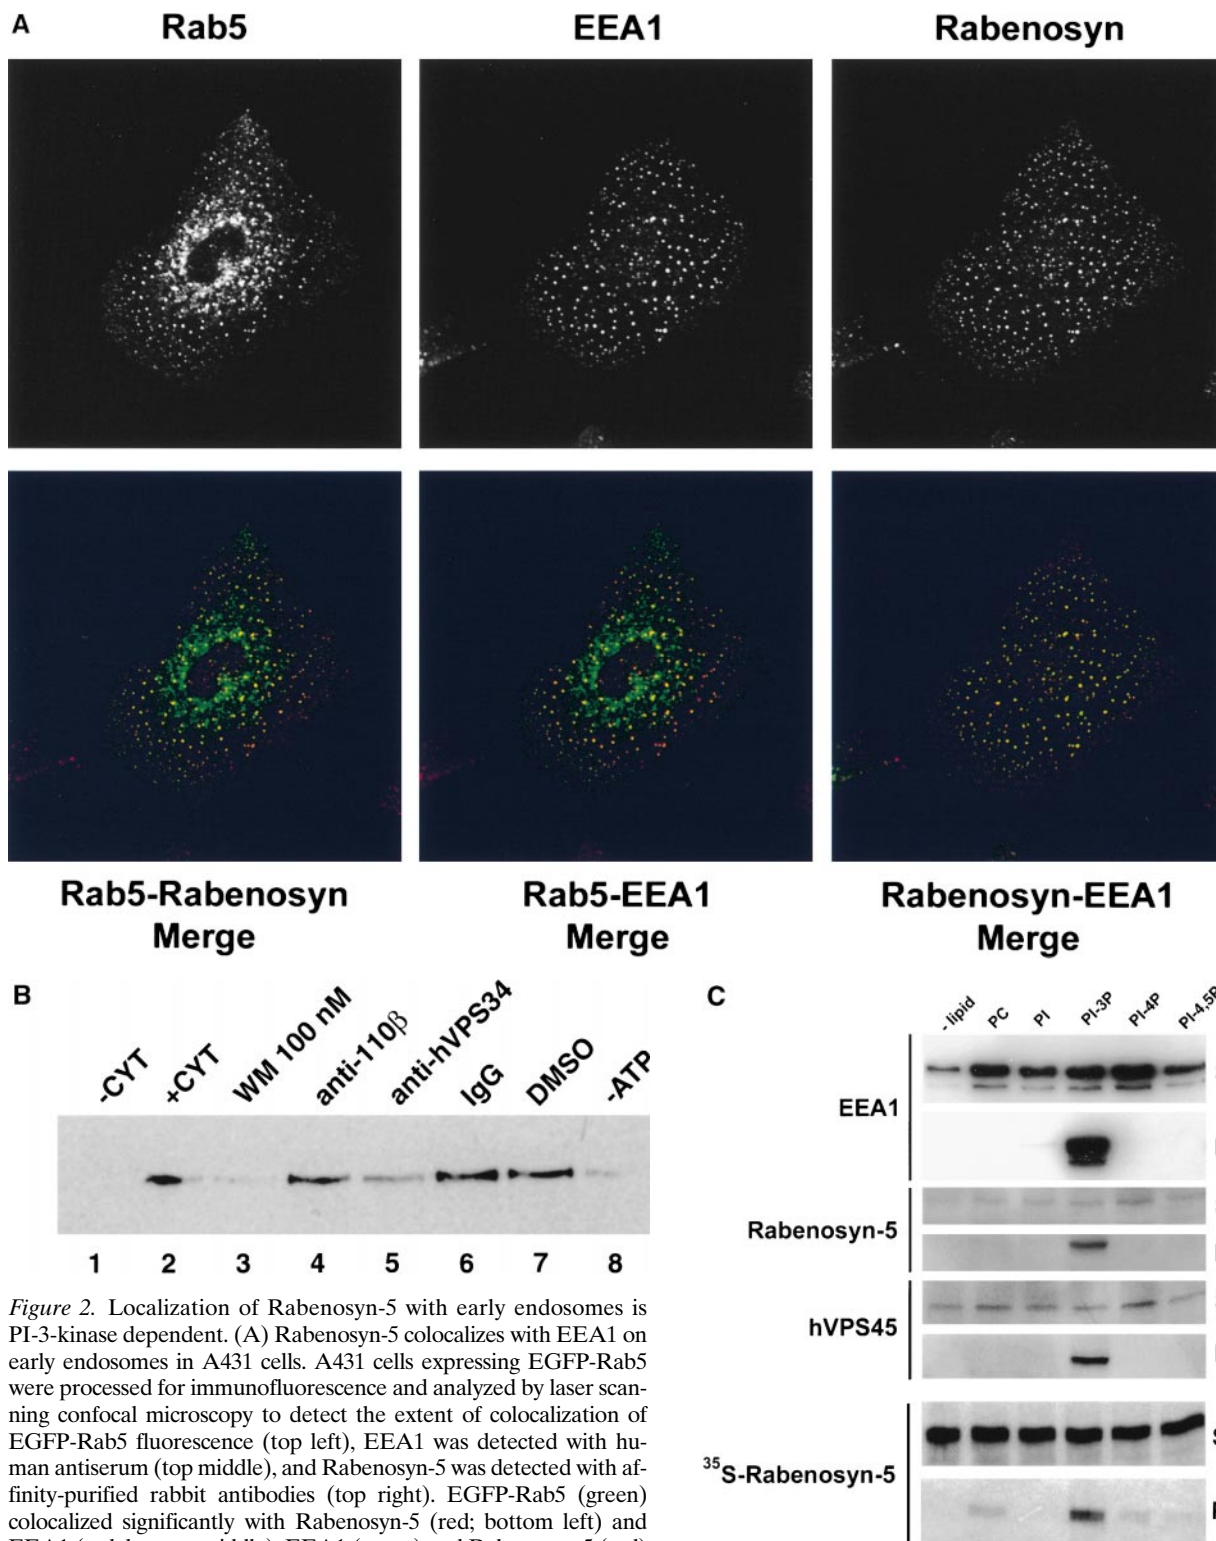 A
Rab5
EEA1
Rabenosyn
Rab5-Rabenosyn
Merge
Rab5-EEA1
Merge
Rabenosyn-EEA1
Merge
B
-CYT
+CYT
WM 100 nM
anti-110β
anti-hVPS34
IgG
DMSO
-ATP
1 2 3 4 5 6 7 8
Figure 2. Localization of Rabenosyn-5 with early endosomes is
PI-3-kinase dependent. (A) Rabenosyn-5 colocalizes with EEA1 on
early endosomes in A431 cells. A431 cells expressing EGFP-Rab5
were processed for immunofluorescence and analyzed by laser scan-
ning confocal microscopy to detect the extent of colocalization of
EGFP-Rab5 fluorescence (top left), EEA1 was detected with hu-
man antiserum (top middle), and Rabenosyn-5 was detected with af-
finity-purified rabbit antibodies (top right). EGFP-Rab5 (green)
colocalized significantly with Rabenosyn-5 (red; bottom left) and
C
- lipid
PC
PI
PI-3P
PI-4P
PI-4,5P
EEA1
Rabenosyn-5
hVPS45
³⁵S-Rabenosyn-5